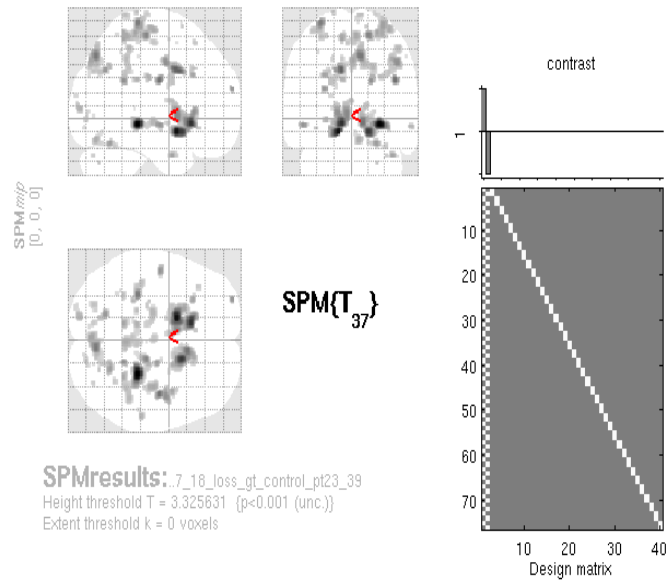 contrast
1
SPMmip
[0, 0, 0]
SPM{T37}
10
20
30
40
50
60
70
10 20 30 40
Design matrix
SPMresults:..7_18_loss_gt_control_pt23_39
Height threshold T = 3.325631 {p<0.001 (unc.)}
Extent threshold k = 0 voxels